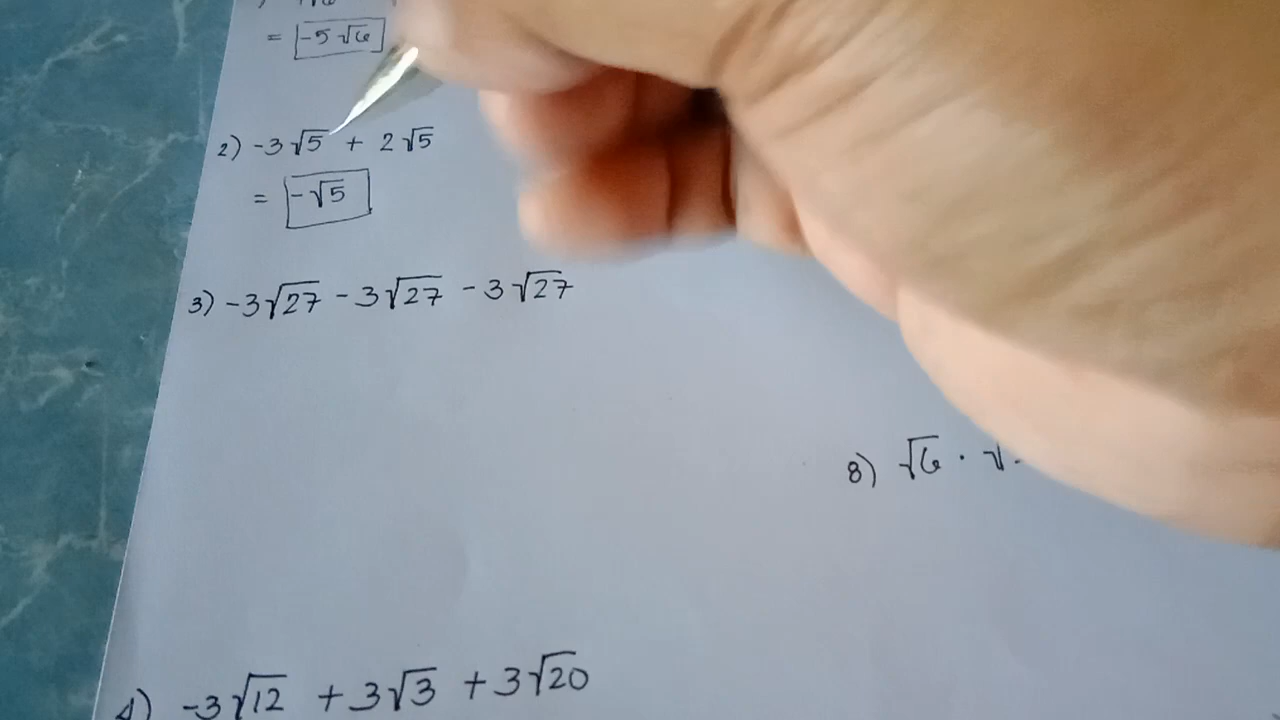 = -5√6
2) -3√5 + 2√5
= -√5
3) -3√27 - 3√27 - 3√27
8) √6 ·
4) -3√12 + 3√3 + 3√20